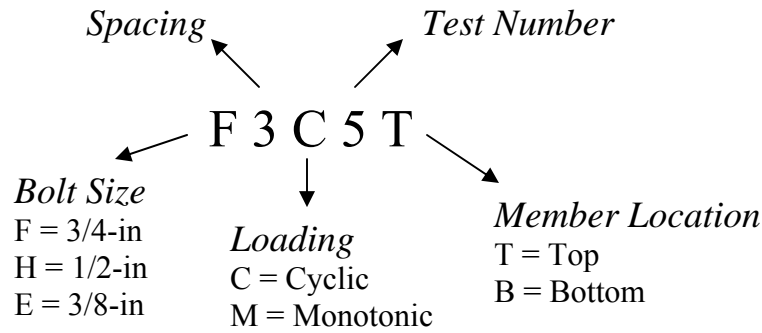 Spacing
Test Number
F 3 C 5 T
Bolt Size
F = 3/4-in
H = 1/2-in
E = 3/8-in
Loading
C = Cyclic
M = Monotonic
Member Location
T = Top
B = Bottom